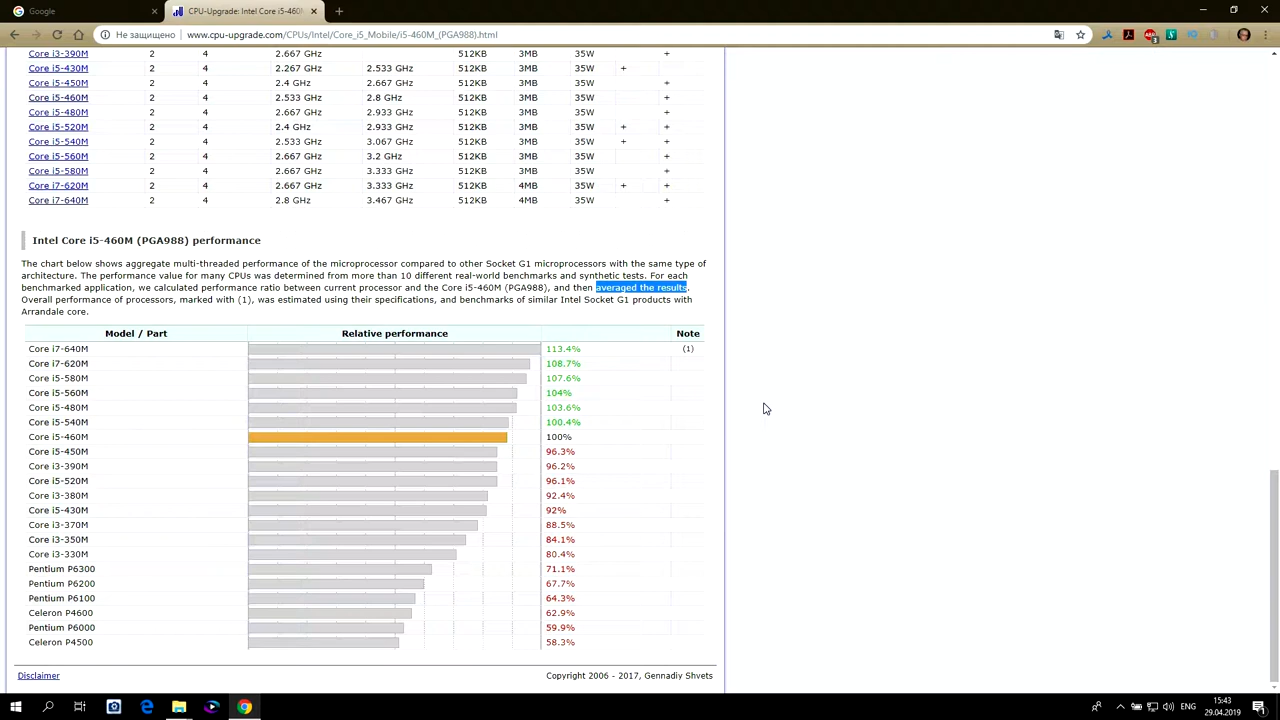 Google
CPU-Upgrade: Intel Core i5-460M
Не защищено
www.cpu-upgrade.com/CPUs/Intel/Core_i5_Mobile/i5-460M_(PGA988).html
Core i3-390M 2 4 2.667 GHz 512KB 3MB 35W +
Core i5-430M 2 4 2.267 GHz 2.533 GHz 512KB 3MB 35W +
Core i5-450M 2 4 2.4 GHz 2.667 GHz 512KB 3MB 35W +
Core i5-460M 2 4 2.533 GHz 2.8 GHz 512KB 3MB 35W +
Core i5-480M 2 4 2.667 GHz 2.933 GHz 512KB 3MB 35W +
Core i5-520M 2 4 2.4 GHz 2.933 GHz 512KB 3MB 35W + +
Core i5-540M 2 4 2.533 GHz 3.067 GHz 512KB 3MB 35W + +
Core i5-560M 2 4 2.667 GHz 3.2 GHz 512KB 3MB 35W +
Core i5-580M 2 4 2.667 GHz 3.333 GHz 512KB 3MB 35W +
Core i7-620M 2 4 2.667 GHz 3.333 GHz 512KB 4MB 35W + +
Core i7-640M 2 4 2.8 GHz 3.467 GHz 512KB 4MB 35W +
Intel Core i5-460M (PGA988) performance
The chart below shows aggregate multi-threaded performance of the microprocessor compared to other Socket G1 microprocessors with the same type of
architecture. The performance value for many CPUs was determined from more than 10 different real-world benchmarks and synthetic tests. For each
benchmarked application, we calculated performance ratio between current processor and the Core i5-460M (PGA988), and then averaged the results.
Overall performance of processors, marked with (1), was estimated using their specifications, and benchmarks of similar Intel Socket G1 products with
Arrandale core.
Model / Part Relative performance Note
Core i7-640M 113.4% (1)
Core i7-620M 108.7%
Core i5-580M 107.6%
Core i5-560M 104%
Core i5-480M 103.6%
Core i5-540M 100.4%
Core i5-460M 100%
Core i5-450M 96.3%
Core i3-390M 96.2%
Core i5-520M 96.1%
Core i3-380M 92.4%
Core i5-430M 92%
Core i3-370M 88.5%
Core i3-350M 84.1%
Core i3-330M 80.4%
Pentium P6300 71.1%
Pentium P6200 67.7%
Pentium P6100 64.3%
Celeron P4600 62.9%
Pentium P6000 59.9%
Celeron P4500 58.3%
Disclaimer Copyright 2006 - 2017, Gennadiy Shvets
ENG
15:43
29.04.2019